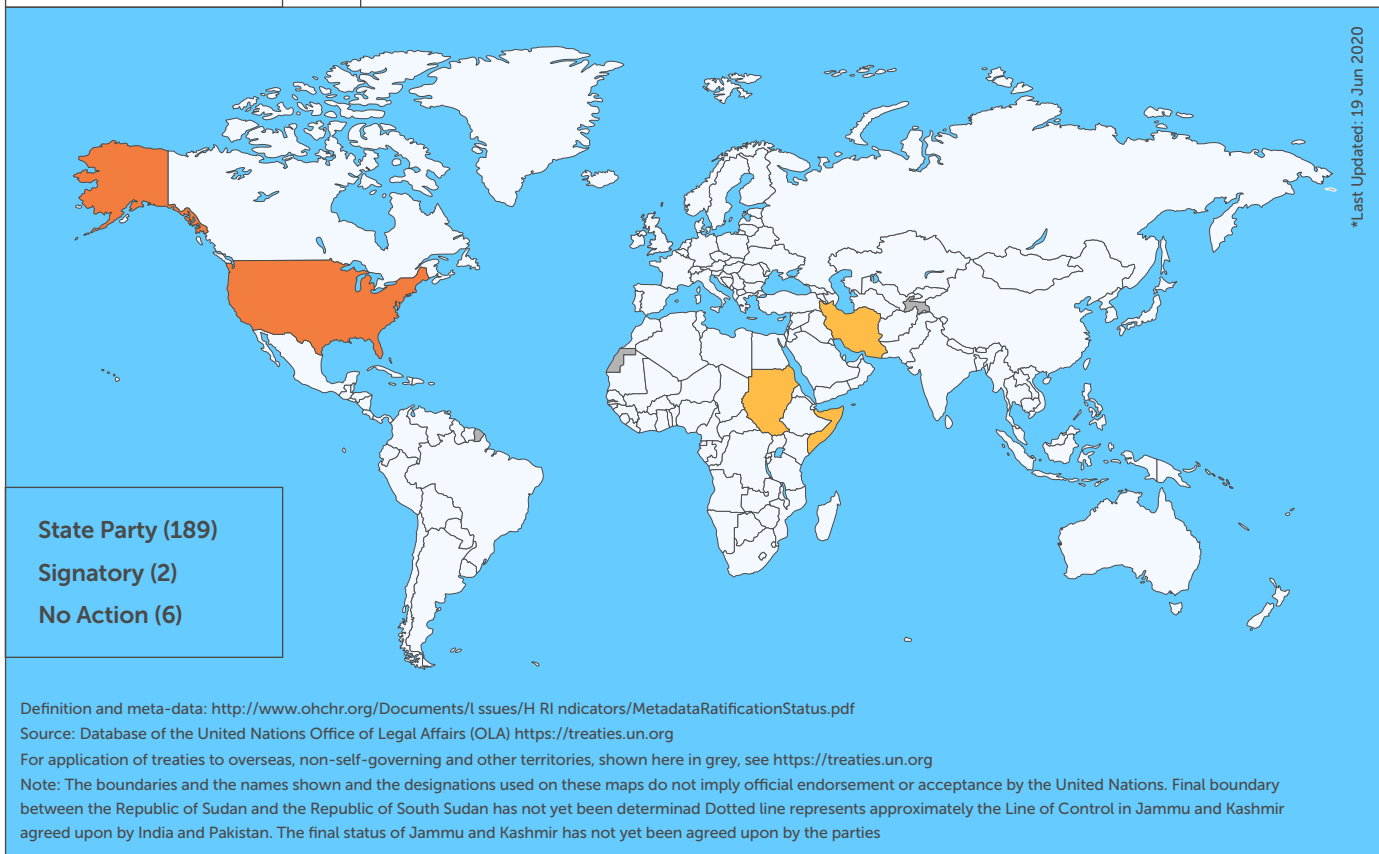 *Last Updated: 19 Jun 2020
State Party (189)
Signatory (2)
No Action (6)
Definition and meta-data: http://www.ohchr.org/Documents/l ssues/H RI ndicators/MetadataRatificationStatus.pdf
Source: Database of the United Nations Office of Legal Affairs (OLA) https://treaties.un.org
For application of treaties to overseas, non-self-governing and other territories, shown here in grey, see https://treaties.un.org
Note: The boundaries and the names shown and the designations used on these maps do not imply official endorsement or acceptance by the United Nations. Final boundary
between the Republic of Sudan and the Republic of South Sudan has not yet been determinad Dotted line represents approximately the Line of Control in Jammu and Kashmir
agreed upon by India and Pakistan. The final status of Jammu and Kashmir has not yet been agreed upon by the parties